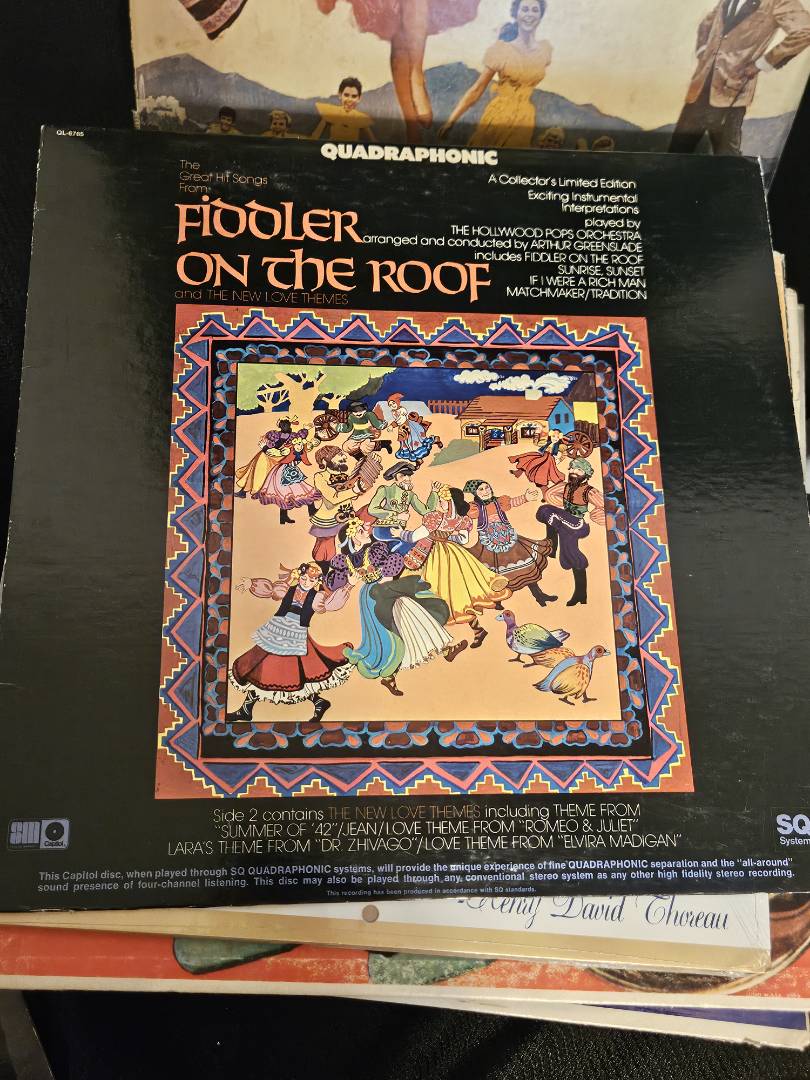 QL-6765
QUADRAPHONIC
The
Great Hit Songs
From
FIDDLER
ON THE ROOF
and THE NEW LOVE THEMES
A Collector's Limited Edition
Exciting Instrumental
Interpretations
played by
THE HOLLYWOOD POPS ORCHESTRA
arranged and conducted by ARTHUR GREENSLADE
includes FIDDLER ON THE ROOF
SUNRISE, SUNSET
IF I WERE A RICH MAN
MATCHMAKER/TRADITION
Side 2 contains THE NEW LOVE THEMES including THEME FROM
"SUMMER OF '42"/JEAN/LOVE THEME FROM "ROMEO & JULIET"
LARA'S THEME FROM "DR. ZHIVAGO"/LOVE THEME FROM "ELVIRA MADIGAN"
Capitol
SQ
System
This Capitol disc, when played through SQ QUADRAPHONIC systems, will provide the unique experience of fine QUADRAPHONIC separation and the "all-around"
sound presence of four-channel listening. This disc may also be played through any conventional stereo system as any other high fidelity stereo recording.
This recording has been produced in accordance with SQ standards.
-Henry David Thoreau